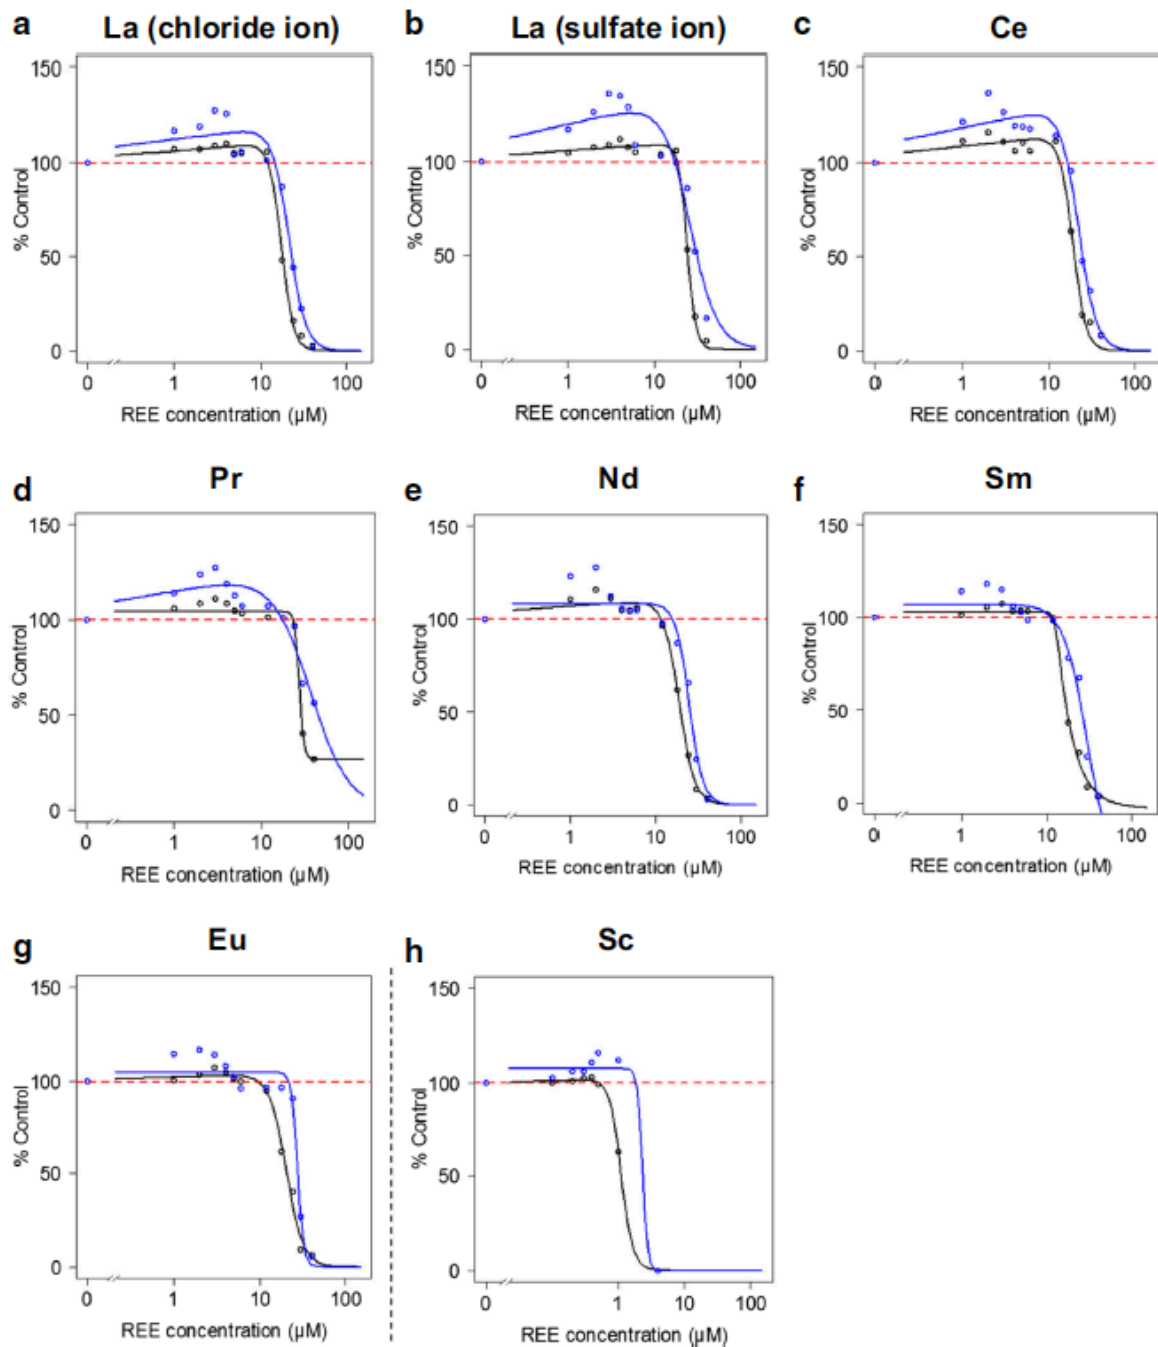 a La (chloride ion)
150
100
50
0
% Control
0 1 10 100
REE concentration (µM)
b La (sulfate ion)
150
100
50
0
% Control
0 1 10 100
REE concentration (µM)
c Ce
150
100
50
0
% Control
0 1 10 100
REE concentration (µM)
d Pr
150
100
50
0
% Control
0 1 10 100
REE concentration (µM)
e Nd
150
100
50
0
% Control
0 1 10 100
REE concentration (µM)
f Sm
150
100
50
0
% Control
0 1 10 100
REE concentration (µM)
g Eu
150
100
50
0
% Control
0 1 10 100
REE concentration (µM)
h Sc
150
100
50
0
% Control
0 1 10 100
REE concentration (µM)